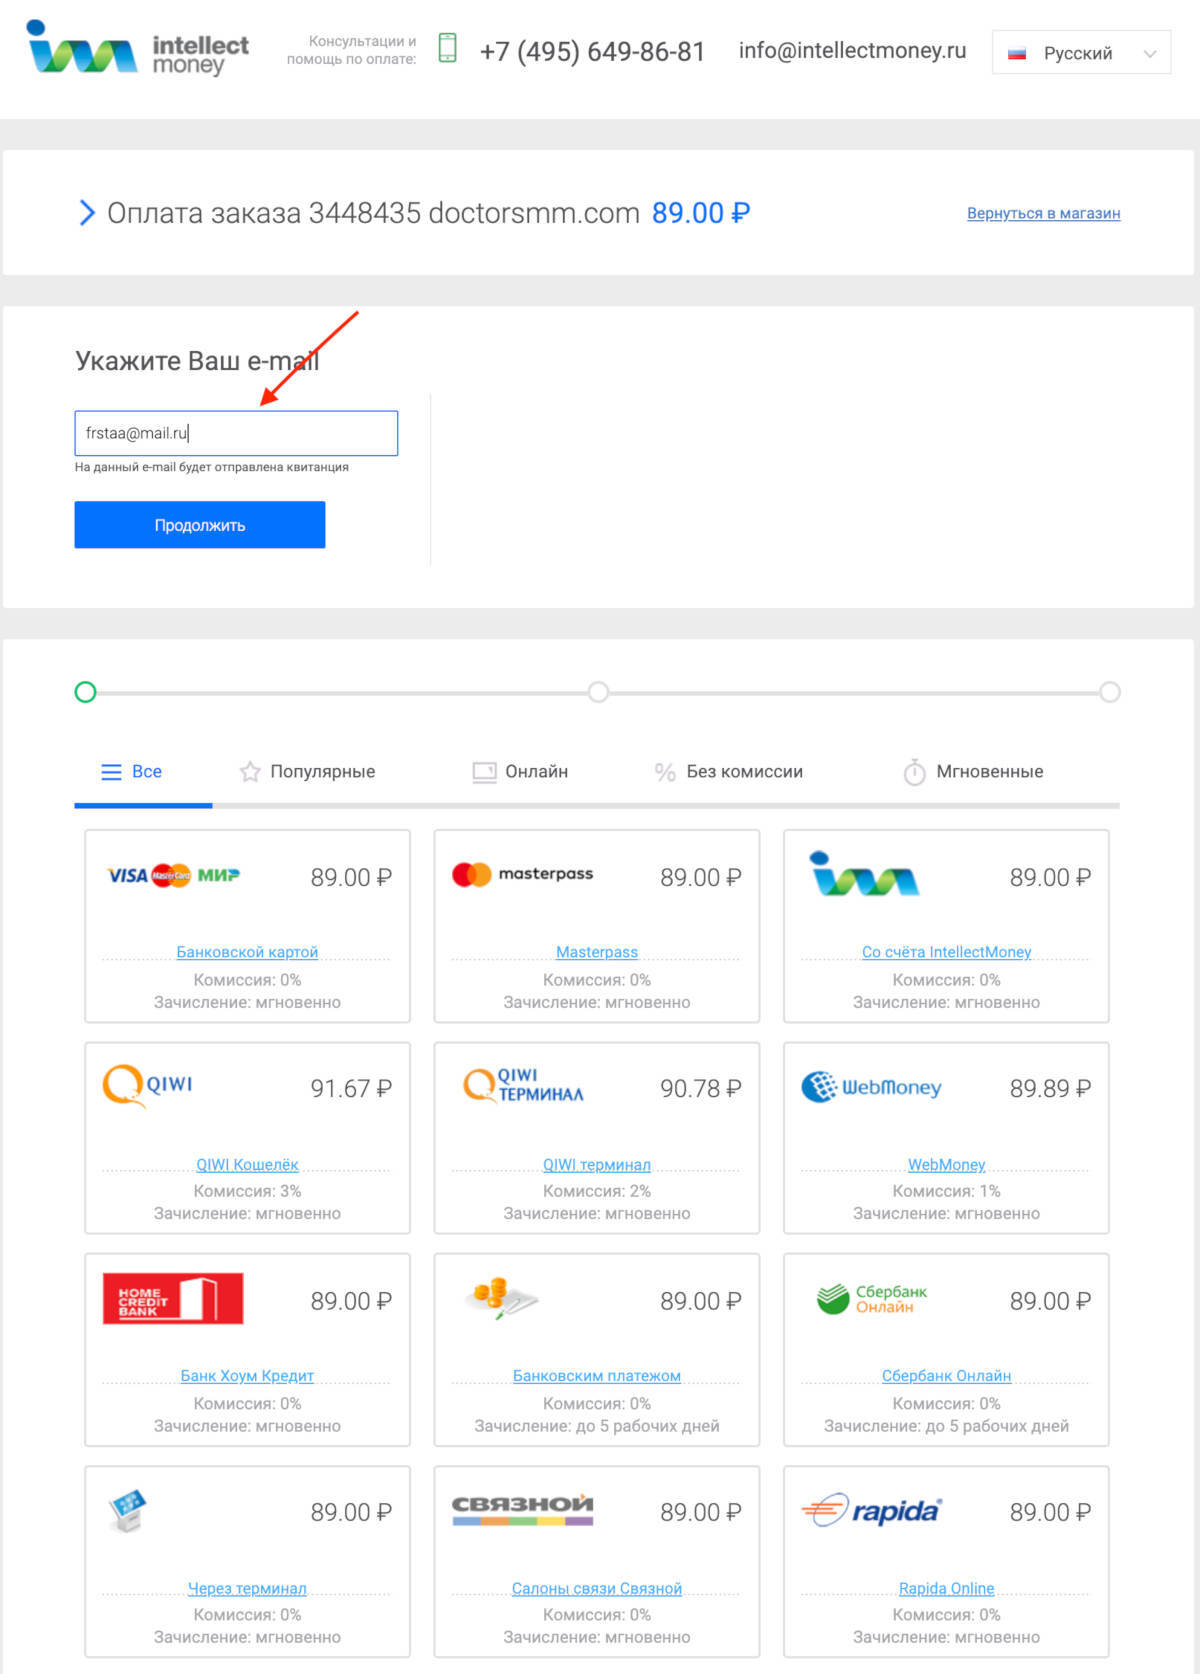 intellect
money
Консультации и
помощь по оплате:
+7 (495) 649-86-81
info@intellectmoney.ru
Русский
Оплата заказа 3448435 doctorsmm.com 89.00 ₽
Вернуться в магазин
Укажите Ваш e-mail
frstaa@mail.ru
На данный e-mail будет отправлена квитанция
Продолжить
Все
Популярные
Онлайн
% Без комиссии
Мгновенные
VISA MasterCard МИР 89.00 ₽
Банковской картой
Комиссия: 0%
Зачисление: мгновенно
masterpass 89.00 ₽
Masterpass
Комиссия: 0%
Зачисление: мгновенно
89.00 ₽
Со счёта IntellectMoney
Комиссия: 0%
Зачисление: мгновенно
QIWI 91.67 ₽
QIWI Кошелёк
Комиссия: 3%
Зачисление: мгновенно
QIWI
ТЕРМИНАЛ 90.78 ₽
QIWI терминал
Комиссия: 2%
Зачисление: мгновенно
WebMoney 89.89 ₽
WebMoney
Комиссия: 1%
Зачисление: мгновенно
HOME
CREDIT
BANK
89.00 ₽
Банк Хоум Кредит
Комиссия: 0%
Зачисление: мгновенно
89.00 ₽
Банковским платежом
Комиссия: 0%
Зачисление: до 5 рабочих дней
Сбербанк
Онлайн
89.00 ₽
Сбербанк Онлайн
Комиссия: 0%
Зачисление: до 5 рабочих дней
89.00 ₽
Через терминал
Комиссия: 0%
Зачисление: мгновенно
СВЯЗНОЙ 89.00 ₽
Салоны связи Связной
Комиссия: 0%
Зачисление: мгновенно
rapida 89.00 ₽
Rapida Online
Комиссия: 0%
Зачисление: мгновенно